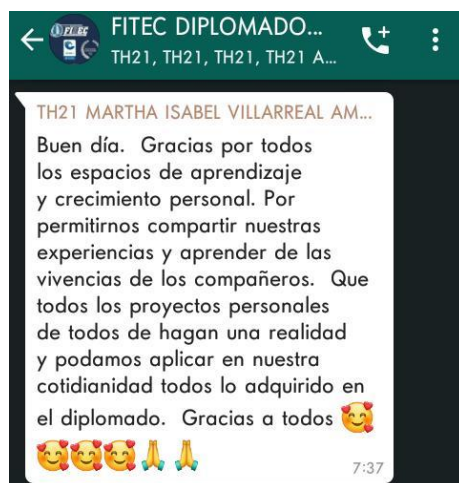 FITEC
FITEC DIPLOMADO...
TH21, TH21, TH21, TH21 A...
TH21 MARTHA ISABEL VILLARREAL AM...
Buen día.  Gracias por todos
los espacios de aprendizaje
y crecimiento personal. Por
permitirnos compartir nuestras
experiencias y aprender de las
vivencias de los compañeros.  Que
todos los proyectos personales
de todos de hagan una realidad
y podamos aplicar en nuestra
cotidianidad todos lo adquirido en
el diplomado.  Gracias a todos 🥰
🥰🥰🥰🙏🙏
7:37